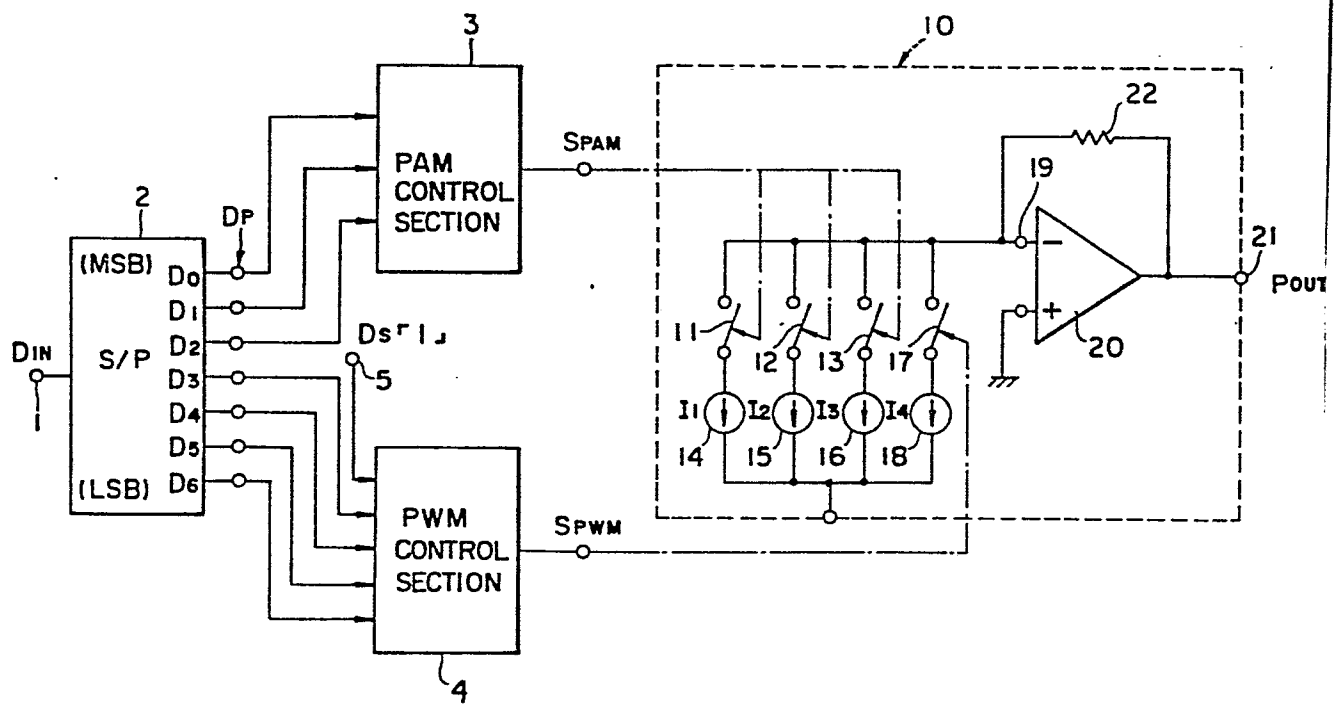 3
10
22
PAM
CONTROL
SECTION
SPAM
19
2
DP
(MSB)
D0
D1
D2
D3
D4
D5
D6
S/P
(LSB)
DIN
1
Ds「1」
5
11
12
13
17
20
21
POUT
I1
I2
I3
I4
14
15
16
18
PWM
CONTROL
SECTION
SPWM
4
−
+